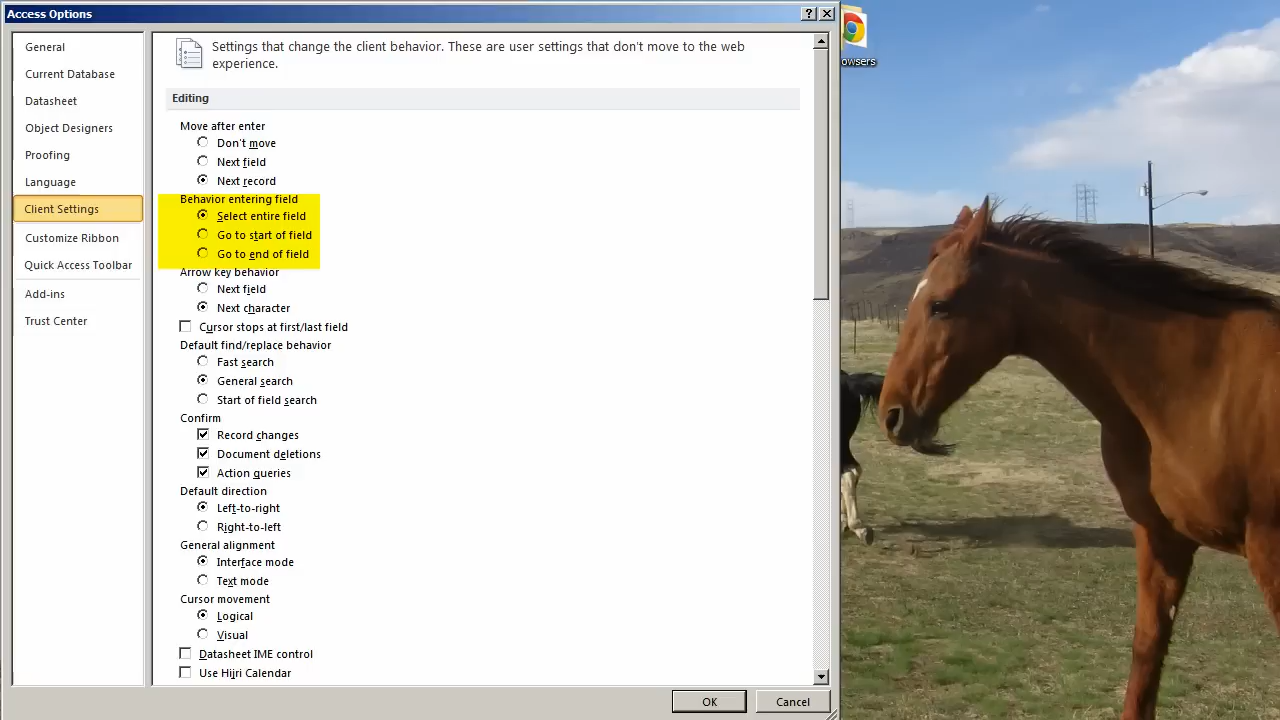 Access Options
owsers
General
Current Database
Datasheet
Object Designers
Proofing
Language
Client Settings
Customize Ribbon
Quick Access Toolbar
Add-ins
Trust Center
Settings that change the client behavior. These are user settings that don't move to the web
experience.
Editing
Move after enter
Don't move
Next field
Next record
Behavior entering field
Select entire field
Go to start of field
Go to end of field
Arrow key behavior
Next field
Next character
Cursor stops at first/last field
Default find/replace behavior
Fast search
General search
Start of field search
Confirm
Record changes
Document deletions
Action queries
Default direction
Left-to-right
Right-to-left
General alignment
Interface mode
Text mode
Cursor movement
Logical
Visual
Datasheet IME control
Use Hijri Calendar
OK
Cancel